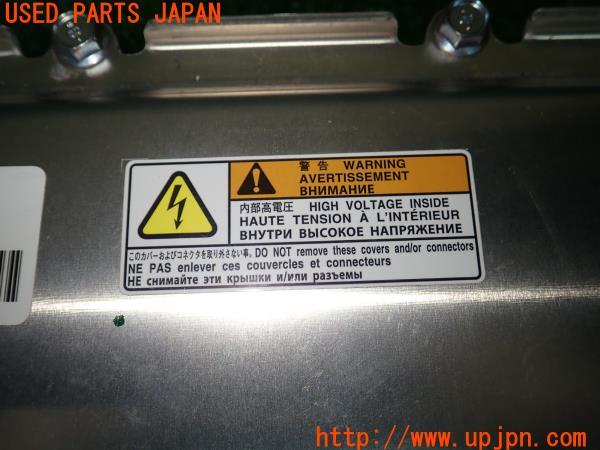 USED PARTS JAPAN
警告 WARNING
AVERTISSEMENT
ВНИМАНИЕ
内部高電圧 HIGH VOLTAGE INSIDE
HAUTE TENSION À L'INTÉRIEUR
ВНУТРИ ВЫСОКОЕ НАПРЯЖЕНИЕ
このカバーおよびコネクタを取り外さない事。DO NOT remove these covers and/or connectors
NE PAS enlever ces couvercles et connecteurs
НЕ снимайте эти крышки и/или разъемы
http://www.upjpn.com